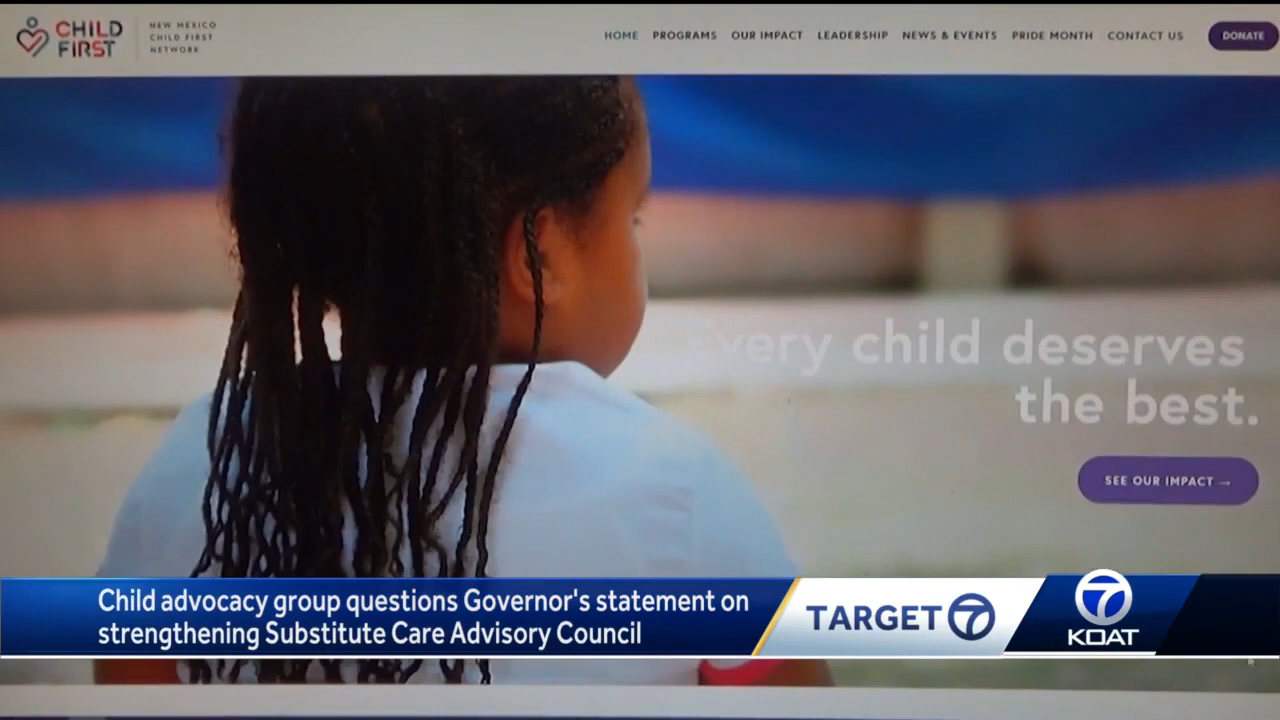 CHILD FIRST
NEW MEXICO
CHILD FIRST
NETWORK
HOME PROGRAMS OUR IMPACT LEADERSHIP NEWS & EVENTS PRIDE MONTH CONTACT US DONATE
Every child deserves
the best.
SEE OUR IMPACT →
Child advocacy group questions Governor's statement on
strengthening Substitute Care Advisory Council
TARGET 7
7
KOAT